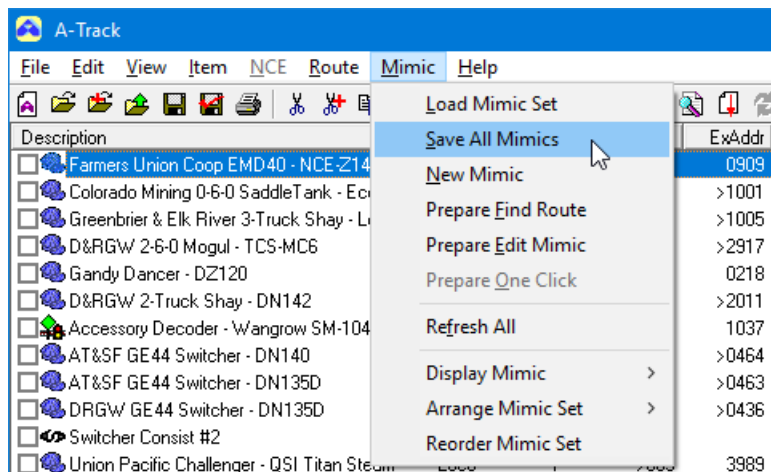 A-Track
File Edit View Item NCE Route Mimic Help
Load Mimic Set
Save All Mimics
New Mimic
Prepare Find Route
Prepare Edit Mimic
Prepare One Click
Refresh All
Display Mimic >
Arrange Mimic Set >
Reorder Mimic Set
Description ExAddr
Farmers Union Coop EMD40 - NCE-Z14 0909
Colorado Mining 0-6-0 SaddleTank - Eco >1001
Greenbrier & Elk River 3-Truck Shay - L >1005
D&RGW 2-6-0 Mogul - TCS-MC6 >2917
Gandy Dancer - DZ120 0218
D&RGW 2-Truck Shay - DN142 >2011
Accessory Decoder - Wangrow SM-104 1037
AT&SF GE44 Switcher - DN140 >0464
AT&SF GE44 Switcher - DN135D >0463
DRGW GE44 Switcher - DN135D >0436
Switcher Consist #2
Union Pacific Challenger - QSI Titan Steam 3989